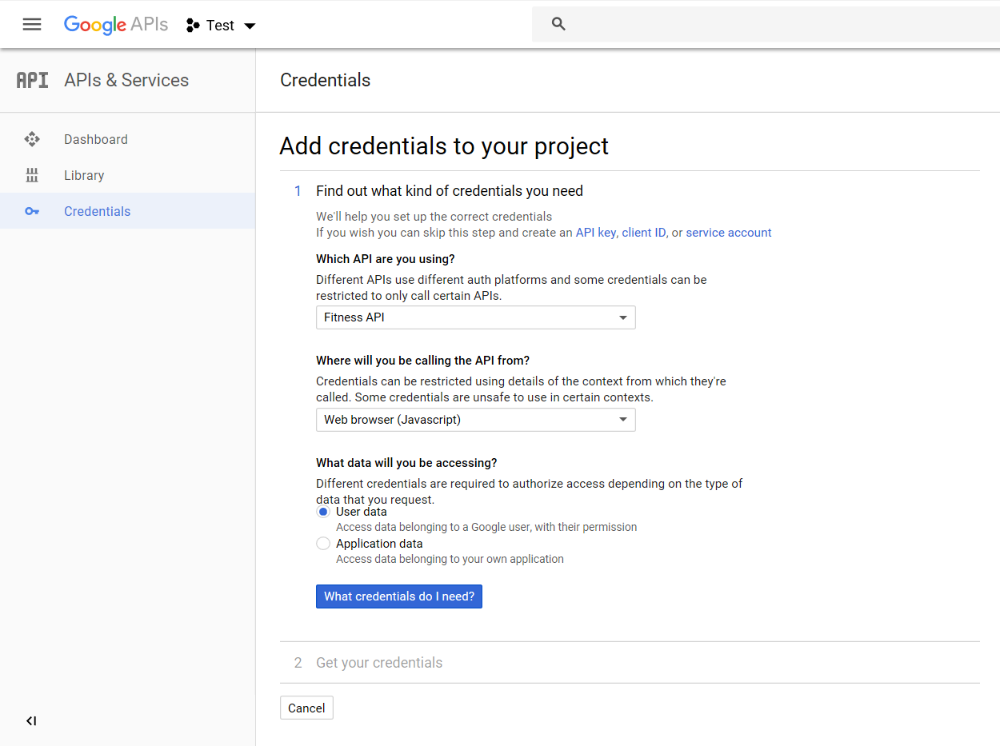 Google APIs Test
API APIs & Services
Credentials
Dashboard
Library
Credentials
Add credentials to your project
1 Find out what kind of credentials you need
We'll help you set up the correct credentials
If you wish you can skip this step and create an API key, client ID, or service account
Which API are you using?
Different APIs use different auth platforms and some credentials can be
restricted to only call certain APIs.
Fitness API
Where will you be calling the API from?
Credentials can be restricted using details of the context from which they're
called. Some credentials are unsafe to use in certain contexts.
Web browser (Javascript)
What data will you be accessing?
Different credentials are required to authorize access depending on the type of
data that you request.
User data
Access data belonging to a Google user, with their permission
Application data
Access data belonging to your own application
What credentials do I need?
2 Get your credentials
Cancel